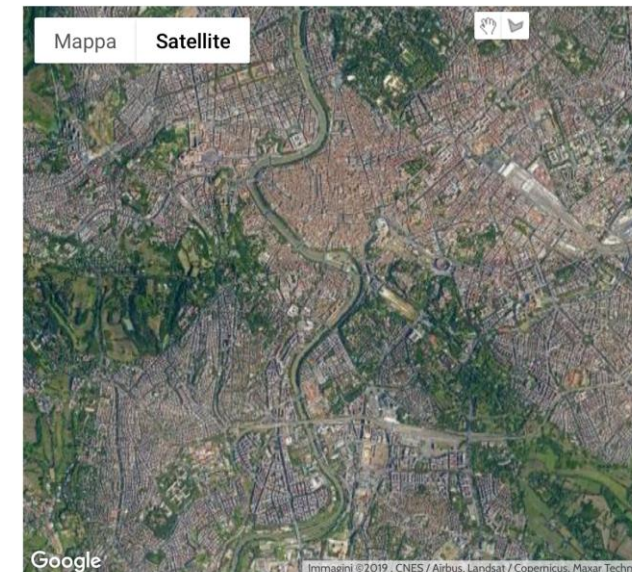 Mappa Satellite
Google
Immagini ©2019 , CNES / Airbus, Landsat / Copernicus, Maxar Techn